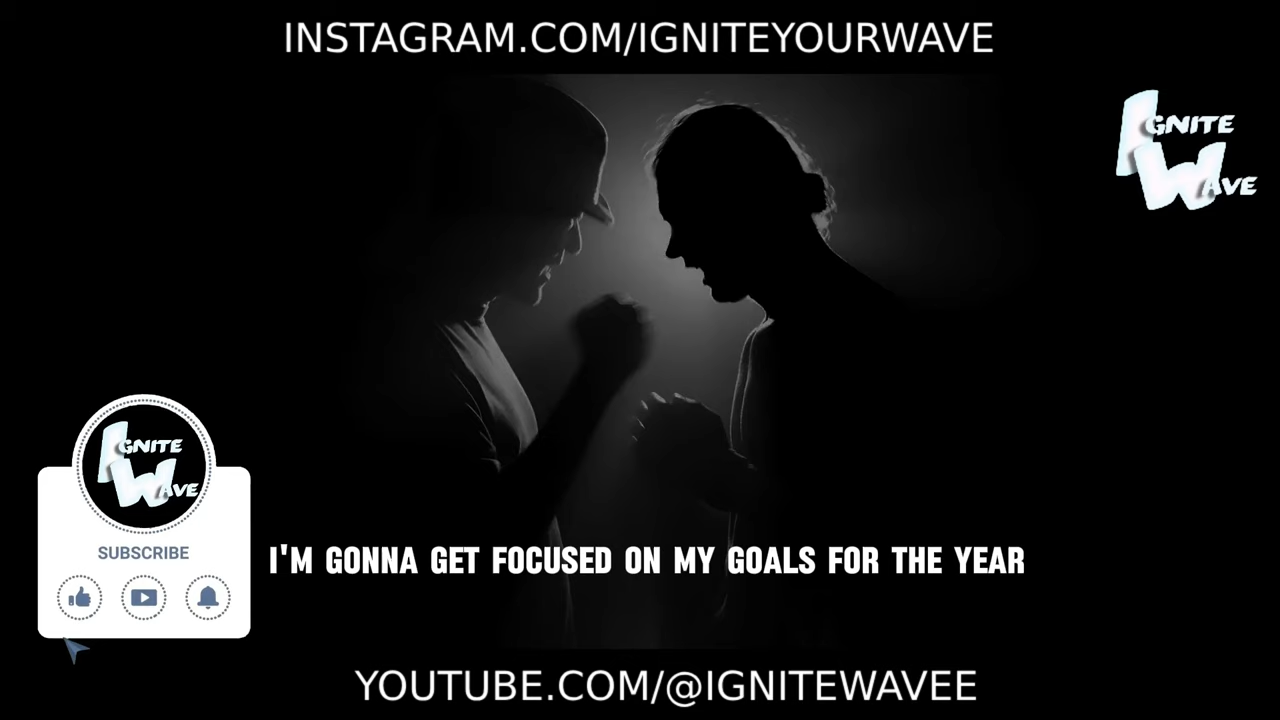 INSTAGRAM.COM/IGNITEYOURWAVE
IGNITE
WAVE
IGNITE
WAVE
SUBSCRIBE
I'M GONNA GET FOCUSED ON MY GOALS FOR THE YEAR
YOUTUBE.COM/@IGNITEWAVEE